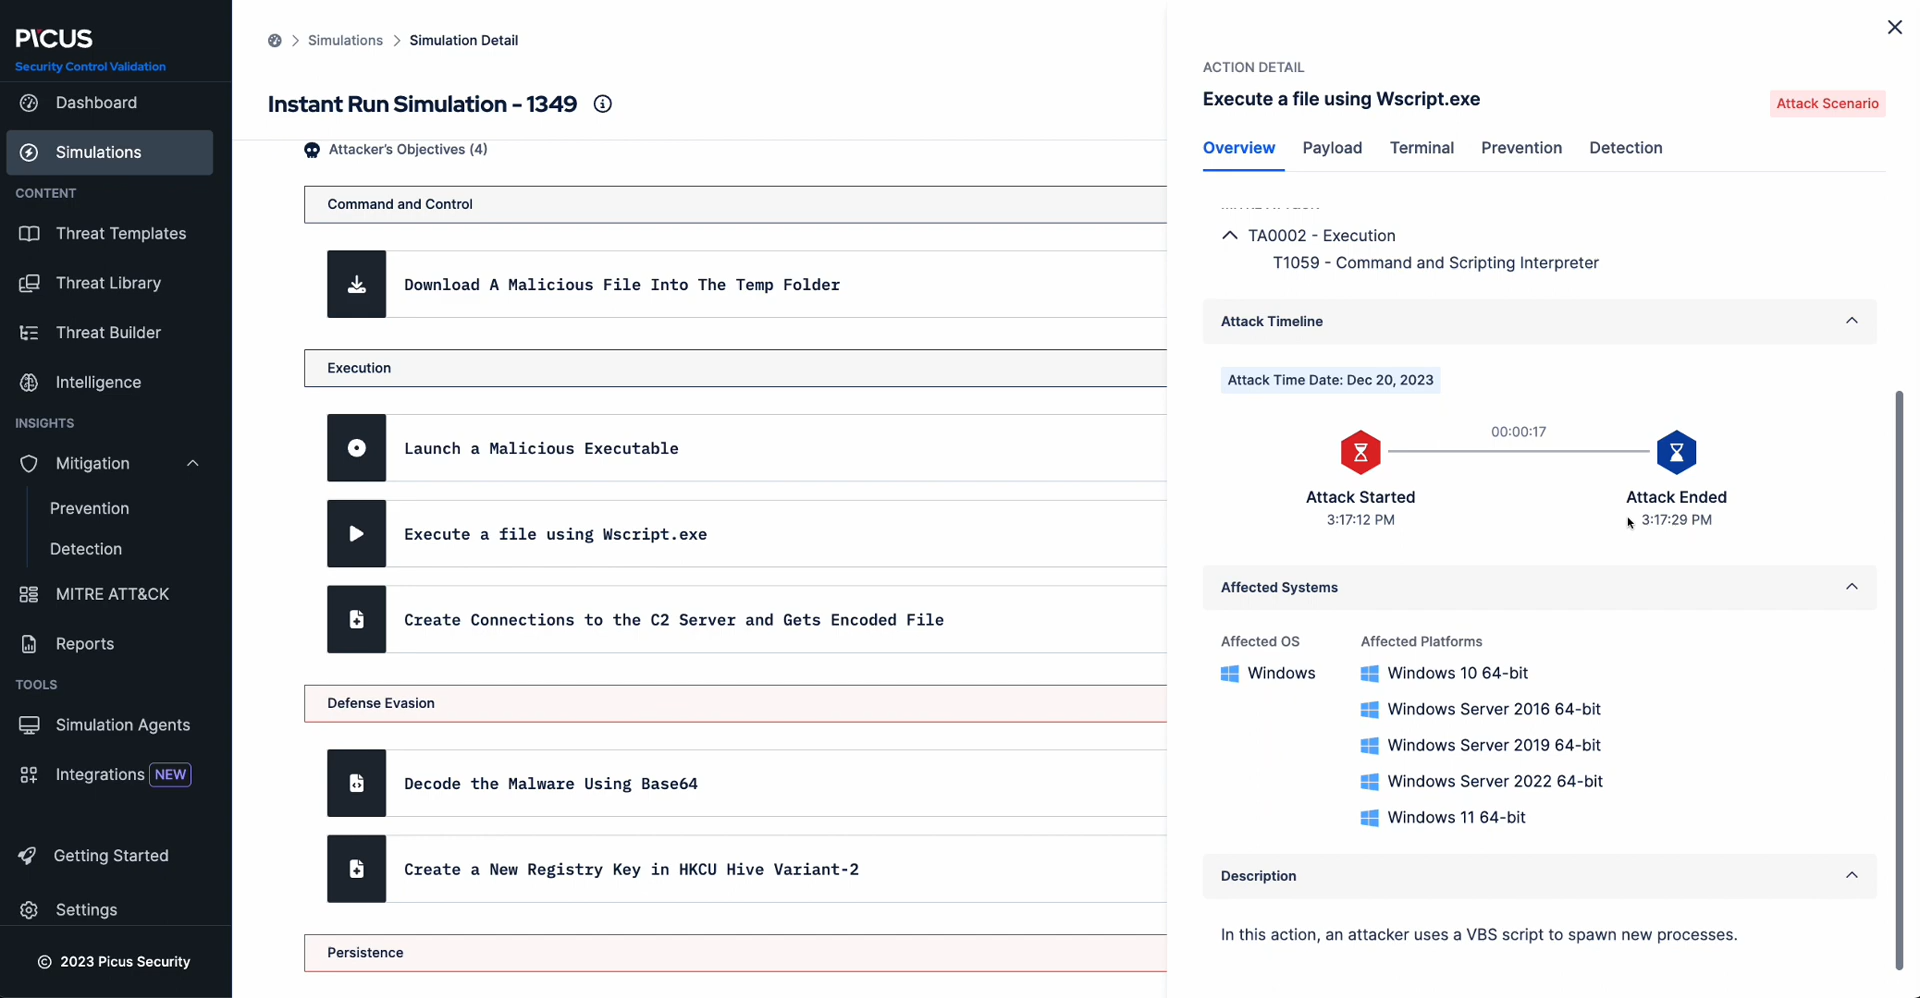 PICUS
Security Control Validation
Dashboard
Simulations
CONTENT
Threat Templates
Threat Library
Threat Builder
Intelligence
INSIGHTS
Mitigation
Prevention
Detection
MITRE ATT&CK
Reports
TOOLS
Simulation Agents
Integrations NEW
Getting Started
Settings
© 2023 Picus Security
Simulations > Simulation Detail
Instant Run Simulation - 1349
Attacker's Objectives (4)
Command and Control
Download A Malicious File Into The Temp Folder
Execution
Launch a Malicious Executable
Execute a file using Wscript.exe
Create Connections to the C2 Server and Gets Encoded File
Defense Evasion
Decode the Malware Using Base64
Create a New Registry Key in HKCU Hive Variant-2
Persistence
ACTION DETAIL
Execute a file using Wscript.exe
Attack Scenario
Overview Payload Terminal Prevention Detection
TA0002 - Execution
T1059 - Command and Scripting Interpreter
Attack Timeline
Attack Time Date: Dec 20, 2023
00:00:17
Attack Started Attack Ended
3:17:12 PM 3:17:29 PM
Affected Systems
Affected OS Affected Platforms
Windows Windows 10 64-bit
Windows Server 2016 64-bit
Windows Server 2019 64-bit
Windows Server 2022 64-bit
Windows 11 64-bit
Description
In this action, an attacker uses a VBS script to spawn new processes.